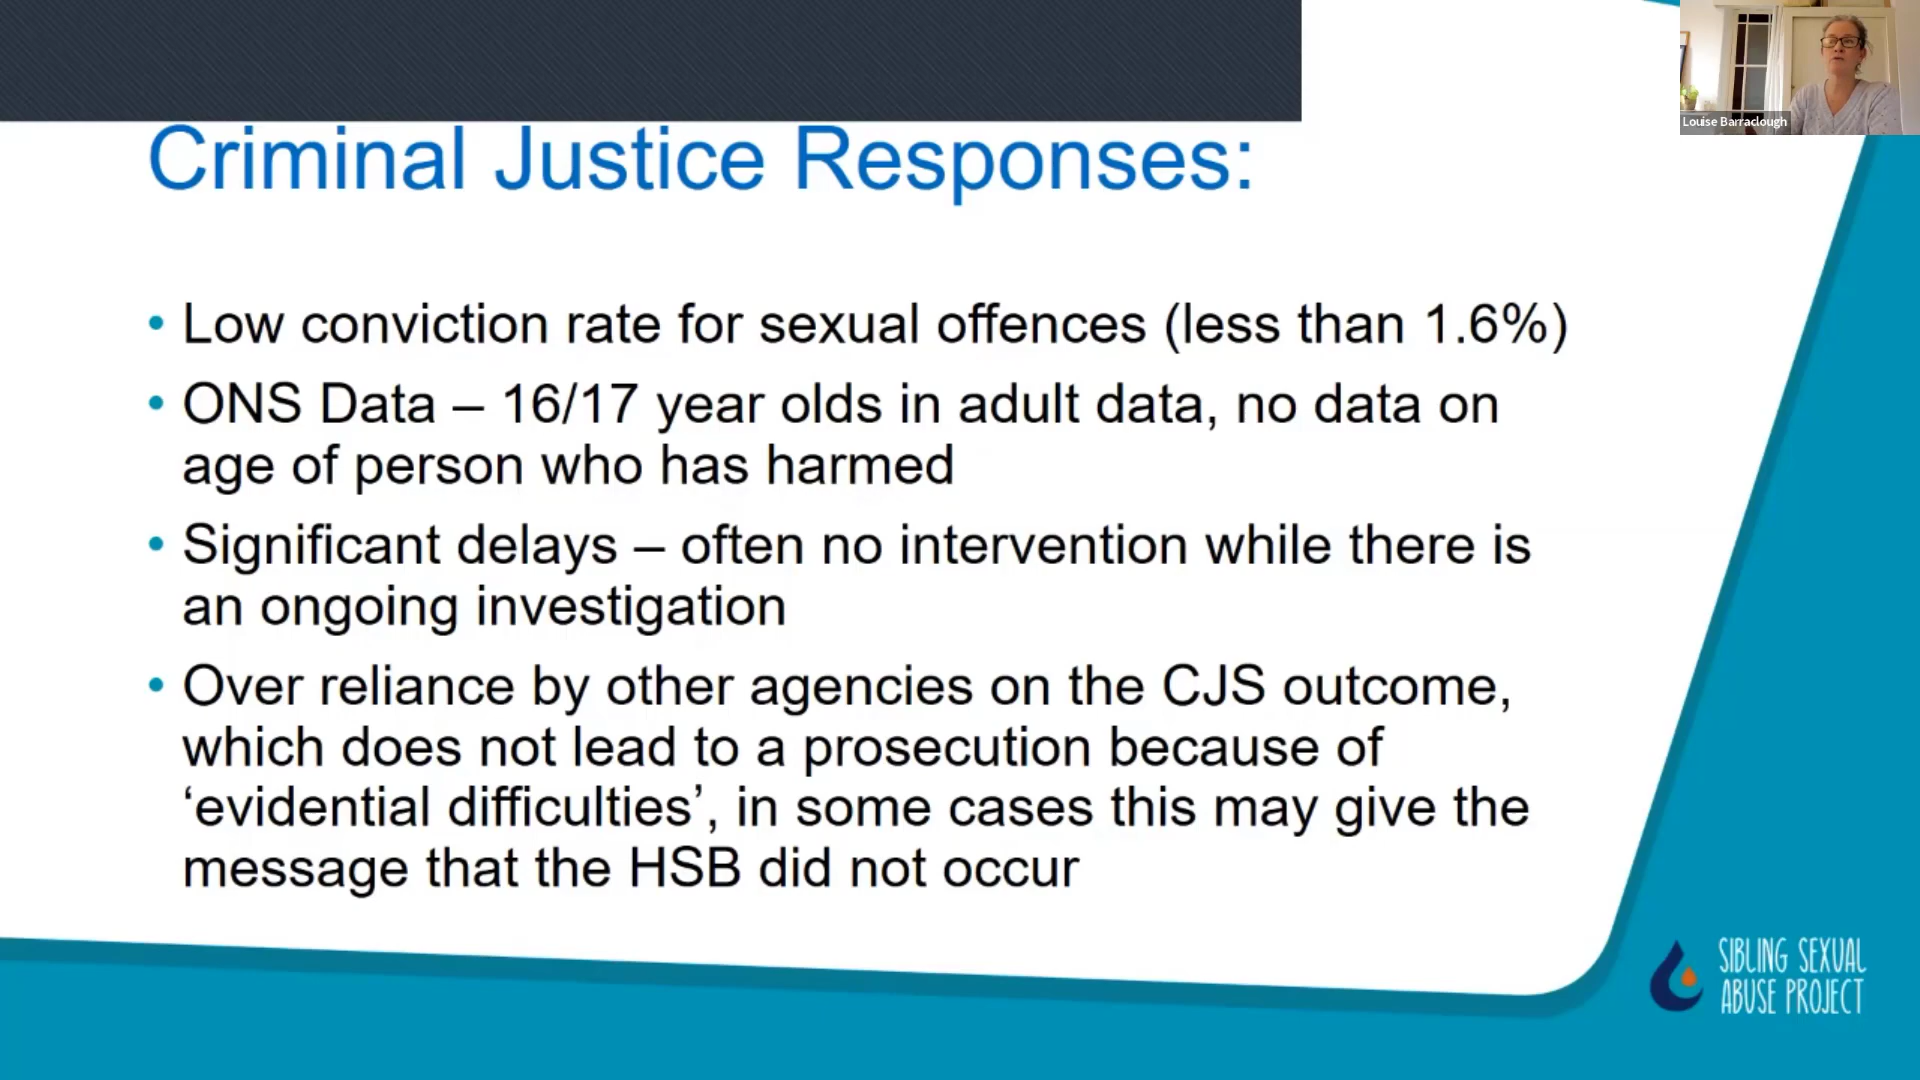 Louise Barraclough
Criminal Justice Responses:
• Low conviction rate for sexual offences (less than 1.6%)
• ONS Data – 16/17 year olds in adult data, no data on
age of person who has harmed
• Significant delays – often no intervention while there is
an ongoing investigation
• Over reliance by other agencies on the CJS outcome,
which does not lead to a prosecution because of
‘evidential difficulties’, in some cases this may give the
message that the HSB did not occur
SIBLING SEXUAL
ABUSE PROJECT